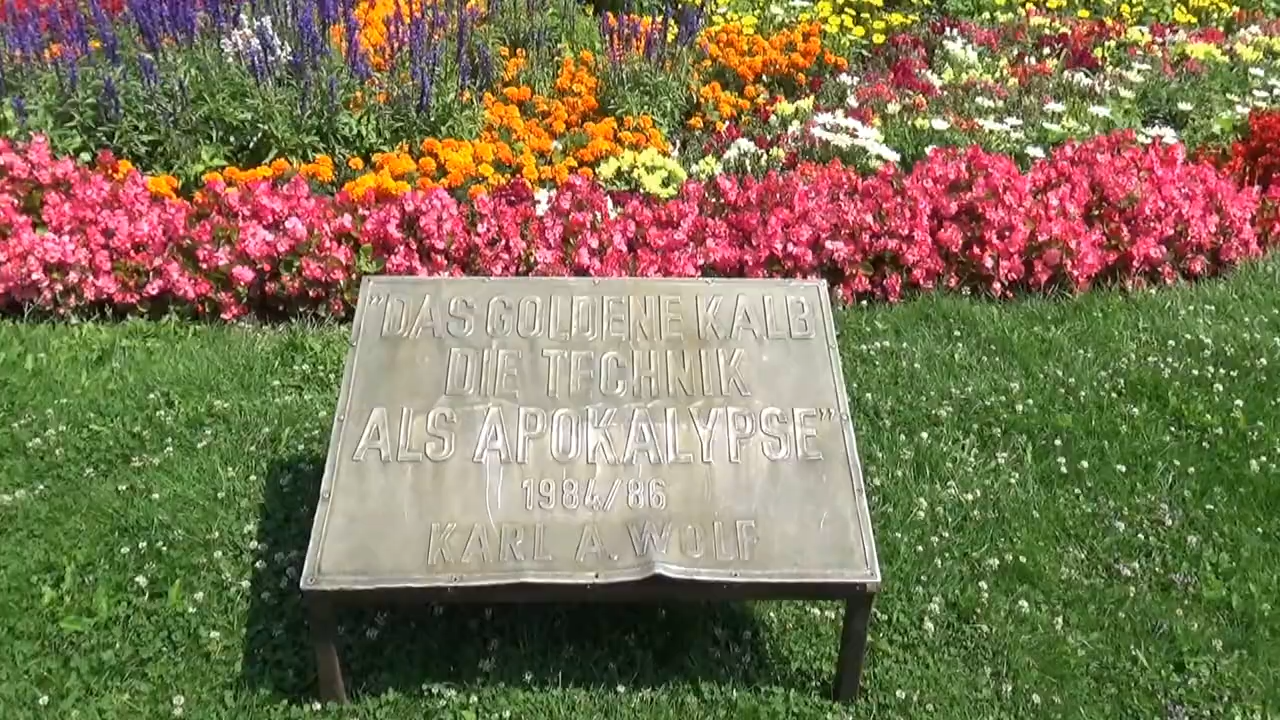 "DAS GOLDENE KALB
DIE TECHNIK
ALS APOKALYPSE"
1984/86
KARL A. WOLF